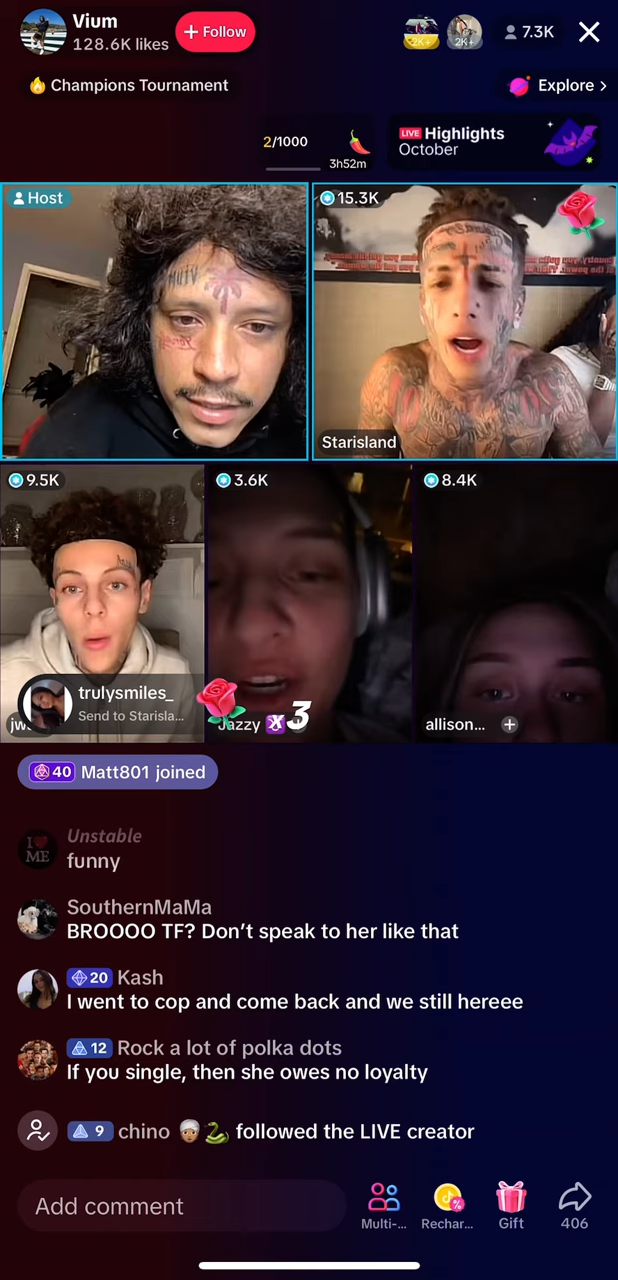 Vium
128.6K likes
+ Follow
2K+
2K+
7.3K
Champions Tournament
Explore >
2/1000
3h52m
LIVE Highlights
October
Host
15.3K
Starisland
9.5K
3.6K
8.4K
trulysmiles_
Send to Starisla...
jw
Jazzy
X3
allison...
40 Matt801 joined
I ❤ ME
Unstable
funny
SouthernMaMa
BROOOO TF? Don’t speak to her like that
20 Kash
I went to cop and come back and we still hereee
12 Rock a lot of polka dots
If you single, then she owes no loyalty
9 chino 👳🏽🐍 followed the LIVE creator
Add comment
Multi-...
Rechar...
Gift
406